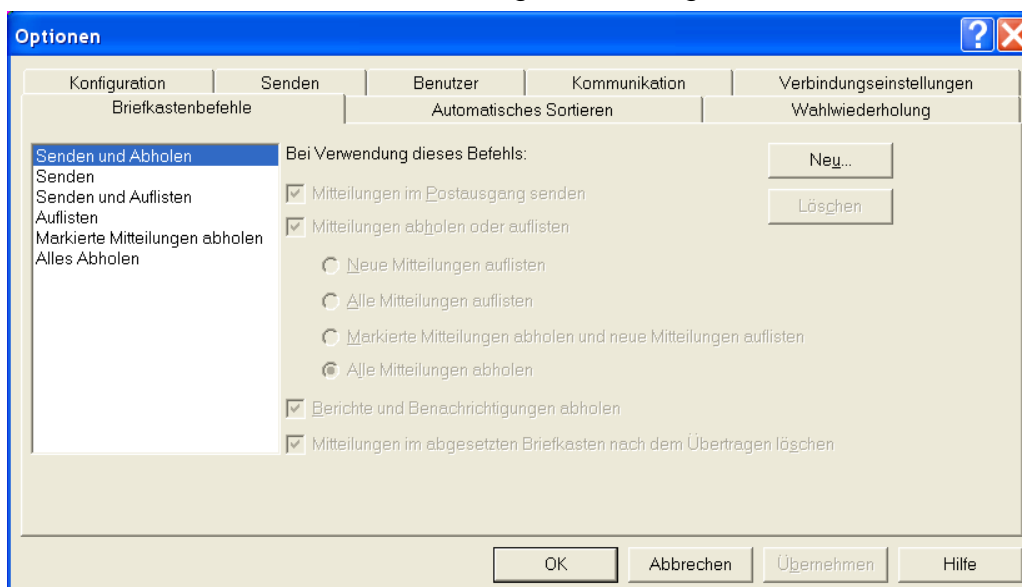 Optionen
Konfiguration Senden Benutzer Kommunikation Verbindungseinstellungen
Briefkastenbefehle Automatisches Sortieren Wahlwiederholung
Senden und Abholen
Senden
Senden und Auflisten
Auflisten
Markierte Mitteilungen abholen
Alles Abholen
Bei Verwendung dieses Befehls:
Mitteilungen im Postausgang senden
Mitteilungen abholen oder auflisten
Neue Mitteilungen auflisten
Alle Mitteilungen auflisten
Markierte Mitteilungen abholen und neue Mitteilungen auflisten
Alle Mitteilungen abholen
Berichte und Benachrichtigungen abholen
Mitteilungen im abgesetzten Briefkasten nach dem Übertragen löschen
Neu...
Löschen
OK Abbrechen Übernehmen Hilfe